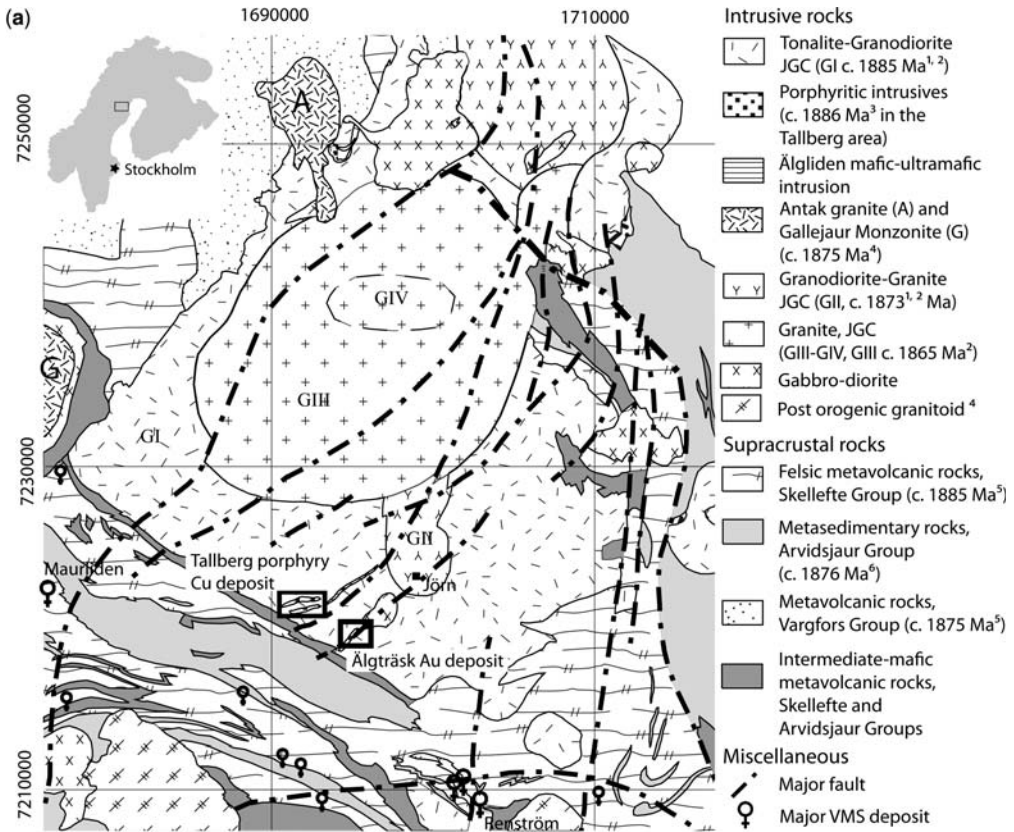 (a)
1690000
1710000
7250000
7230000
7210000
Stockholm
A
G
GIV
GIII
GI
GII
Jörn
Maurliden
Tallberg porphyry
Cu deposit
Älgträsk Au deposit
Renström
Intrusive rocks
Tonalite-Granodiorite
JGC (GI c. 1885 Ma1, 2)
Porphyritic intrusives
(c. 1886 Ma3 in the
Tallberg area)
Älgliden mafic-ultramafic
intrusion
Antak granite (A) and
Gallejaur Monzonite (G)
(c. 1875 Ma4)
Granodiorite-Granite
JGC (GII, c. 18731, 2 Ma)
Granite, JGC
(GIII-GIV, GIII c. 1865 Ma2)
Gabbro-diorite
Post orogenic granitoid 4
Supracrustal rocks
Felsic metavolcanic rocks,
Skellefte Group (c. 1885 Ma5)
Metasedimentary rocks,
Arvidsjaur Group
(c. 1876 Ma6)
Metavolcanic rocks,
Vargfors Group (c. 1875 Ma5)
Intermediate-mafic
metavolcanic rocks,
Skellefte and
Arvidsjaur Groups
Miscellaneous
Major fault
Major VMS deposit